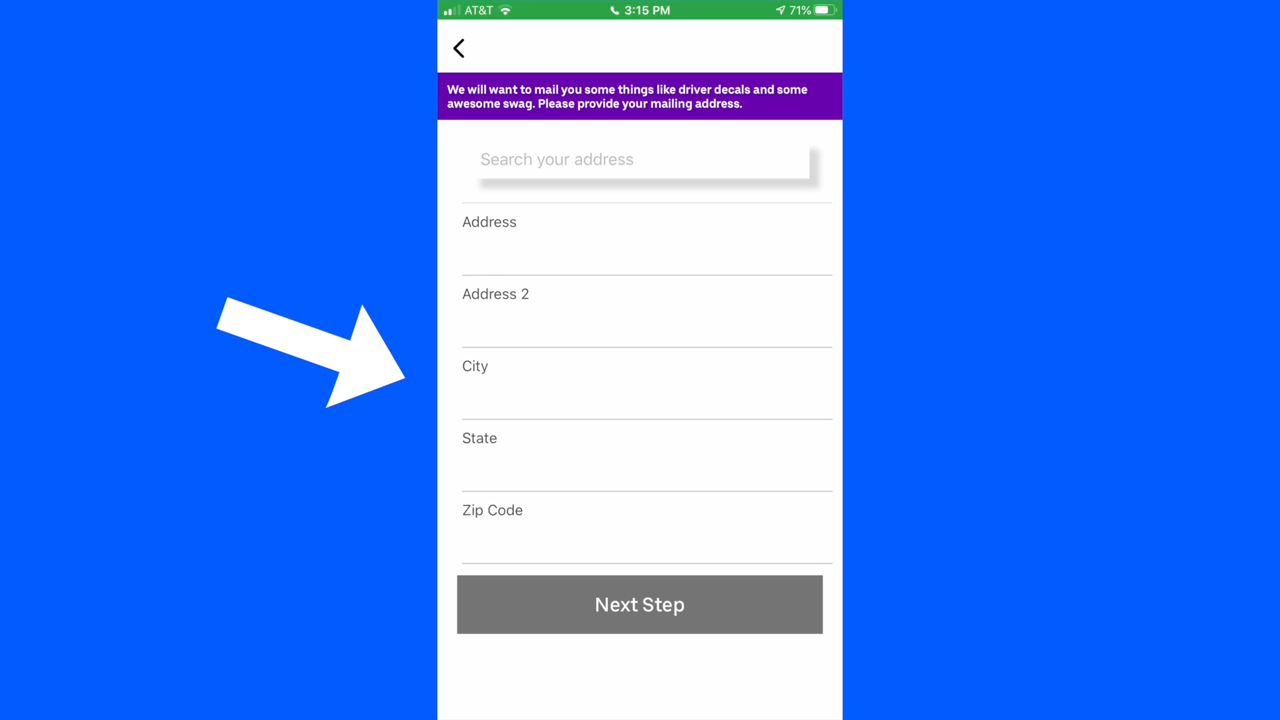 AT&T 3:15 PM 71%
We will want to mail you some things like driver decals and some
awesome swag. Please provide your mailing address.
Search your address
Address
Address 2
City
State
Zip Code
Next Step